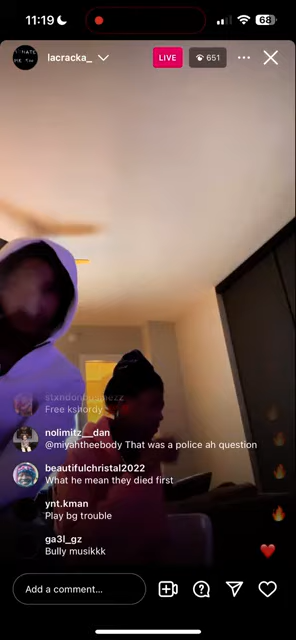 11:19
68
lacracka_
LIVE
651
Free kshordy
nolimitz__dan
@miyahtheebody That was a police ah question
beautifulchristal2022
What he mean they died first
ynt.kman
Play bg trouble
ga3l_gz
Bully musikkk
Add a comment...